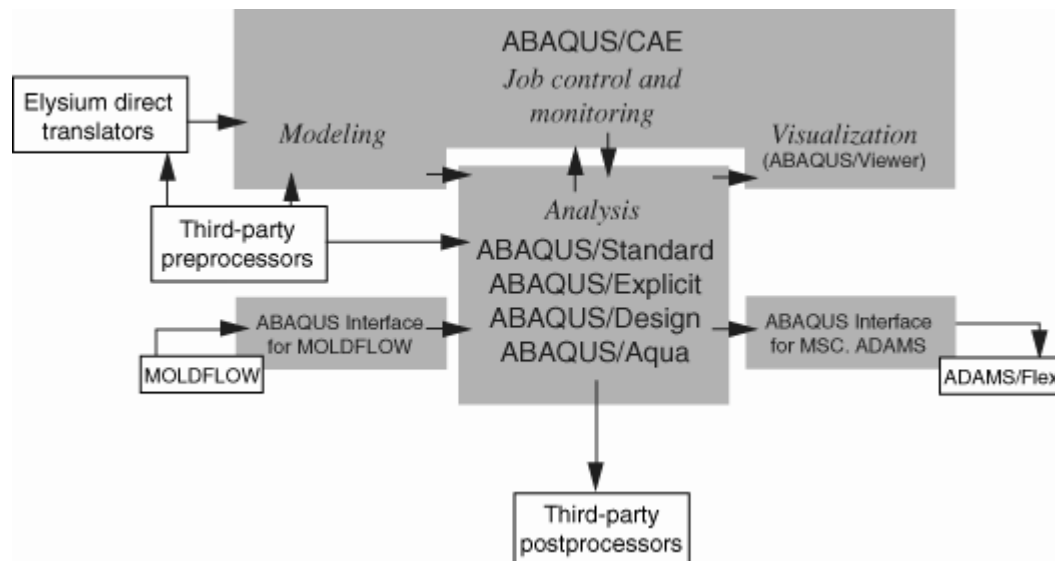 ABAQUS/CAE
Job control and
monitoring
Elysium direct
translators
Modeling
Visualization
(ABAQUS/Viewer)
Third-party
preprocessors
Analysis
ABAQUS/Standard
ABAQUS/Explicit
ABAQUS/Design
ABAQUS/Aqua
ABAQUS Interface
for MOLDFLOW
MOLDFLOW
ABAQUS Interface
for MSC. ADAMS
ADAMS/Flex
Third-party
postprocessors